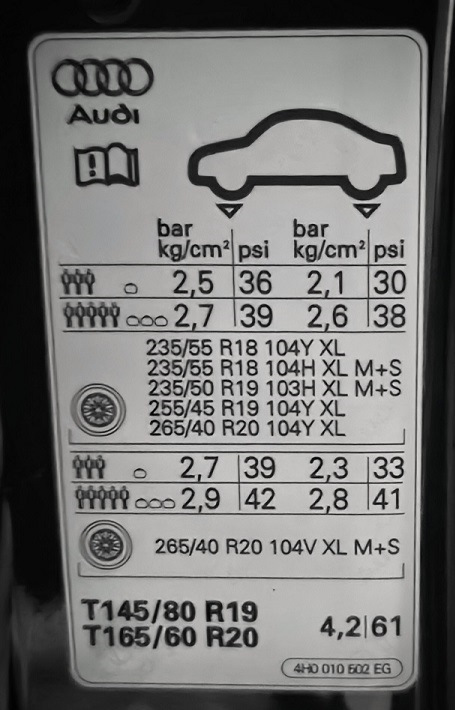 Audi
bar bar
kg/cm² psi kg/cm² psi
2,5 36 2,1 30
2,7 39 2,6 38
235/55 R18 104Y XL
235/55 R18 104H XL M+S
235/50 R19 103H XL M+S
255/45 R19 104Y XL
265/40 R20 104Y XL
2,7 39 2,3 33
2,9 42 2,8 41
265/40 R20 104V XL M+S
T145/80 R19
T165/60 R20
4,2 61
4H0 010 502 EG